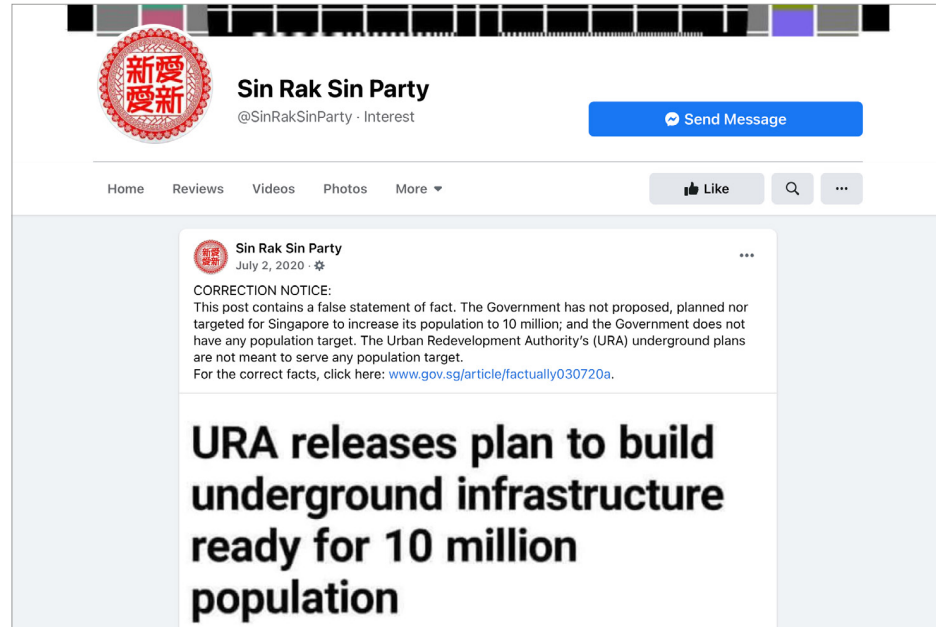 新愛
愛新
Sin Rak Sin Party
@SinRakSinParty · Interest
Send Message
Home Reviews Videos Photos More
Like
新愛
愛新
Sin Rak Sin Party
July 2, 2020 ·
CORRECTION NOTICE:
This post contains a false statement of fact. The Government has not proposed, planned nor
targeted for Singapore to increase its population to 10 million; and the Government does not
have any population target. The Urban Redevelopment Authority's (URA) underground plans
are not meant to serve any population target.
For the correct facts, click here: www.gov.sg/article/factually030720a.
URA releases plan to build
underground infrastructure
ready for 10 million
population